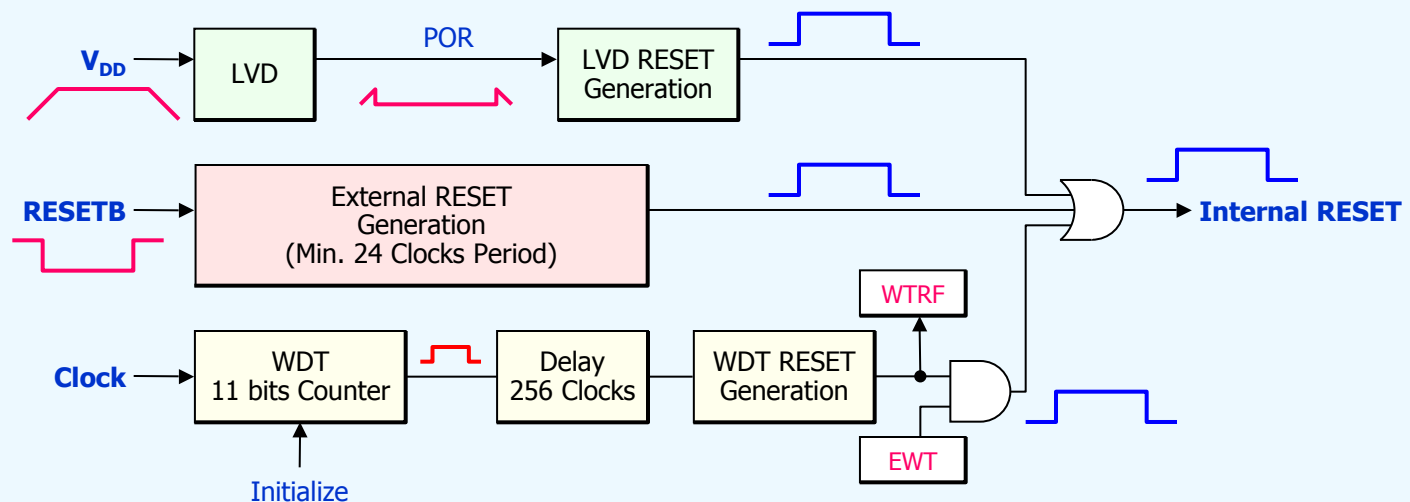 V_DD
LVD
POR
LVD RESET
Generation
RESETB
External RESET
Generation
(Min. 24 Clocks Period)
Internal RESET
WTRF
Clock
WDT
11 bits Counter
Delay
256 Clocks
WDT RESET
Generation
EWT
Initialize